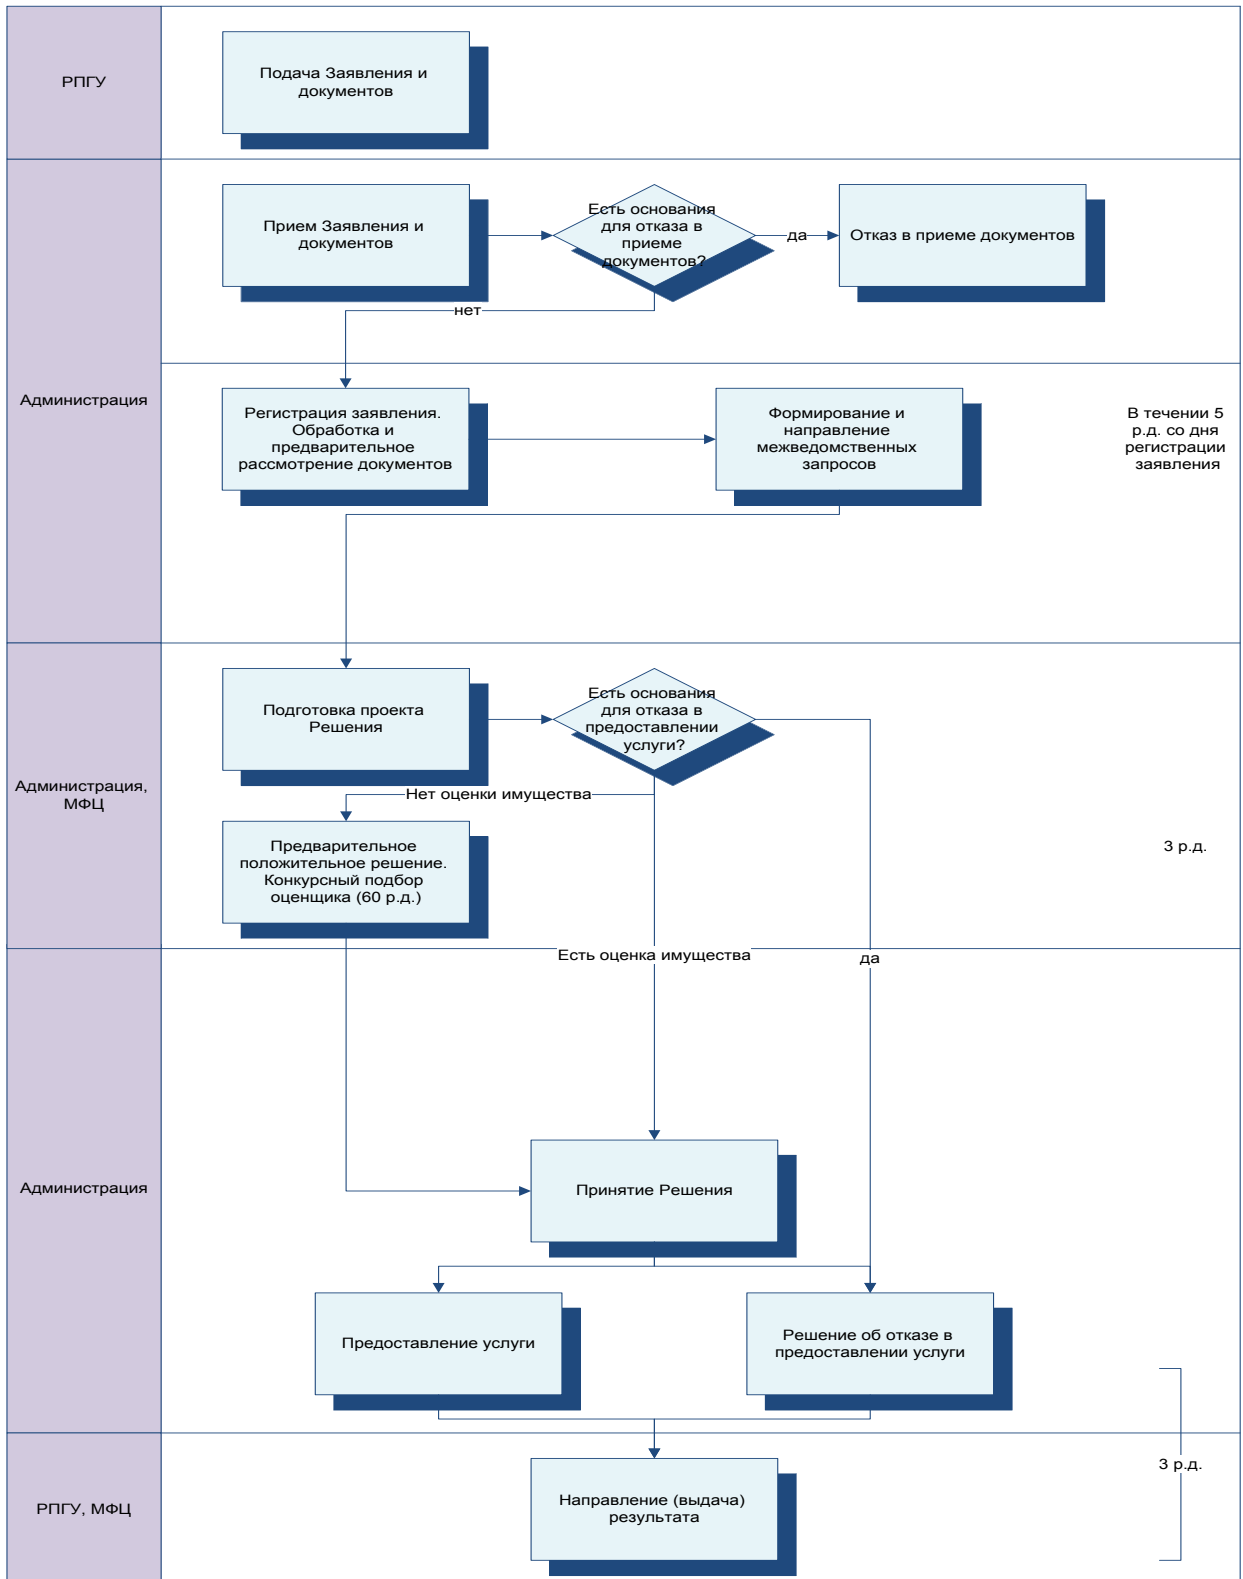 РПГУ
Подача Заявления и
документов
Прием Заявления и
документов
Есть основания
для отказа в
приеме
документов?
да
Отказ в приеме документов
нет
Администрация
Регистрация заявления.
Обработка и
предварительное
рассмотрение документов
Формирование и
направление
межведомственных
запросов
В течении 5
р.д. со дня
регистрации
заявления
Администрация,
МФЦ
Подготовка проекта
Решения
Есть основания
для отказа в
предоставлении
услуги?
Нет оценки имущества
Предварительное
положительное решение.
Конкурсный подбор
оценщика (60 р.д.)
3 р.д.
Есть оценка имущества
да
Администрация
Принятие Решения
Предоставление услуги
Решение об отказе в
предоставлении услуги
3 р.д.
РПГУ, МФЦ
Направление (выдача)
результата